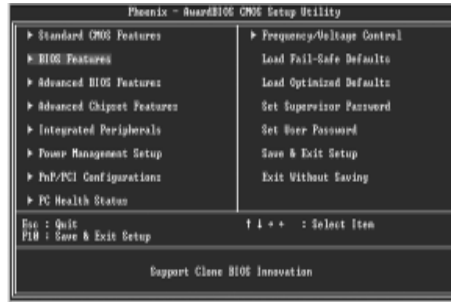 Phoenix - AwardBIOS CMOS Setup Utility
▶ Standard CMOS Features
▶ BIOS Features
▶ Advanced BIOS Features
▶ Advanced Chipset Features
▶ Integrated Peripherals
▶ Power Management Setup
▶ PnP/PCI Configurations
▶ PC Health Status
▶ Frequency/Voltage Control
Load Fail-Safe Defaults
Load Optimized Defaults
Set Supervisor Password
Set User Password
Save & Exit Setup
Exit Without Saving
Esc : Quit
F10 : Save & Exit Setup
↑ ↓ ← → : Select Item
Support Clone BIOS Innovation